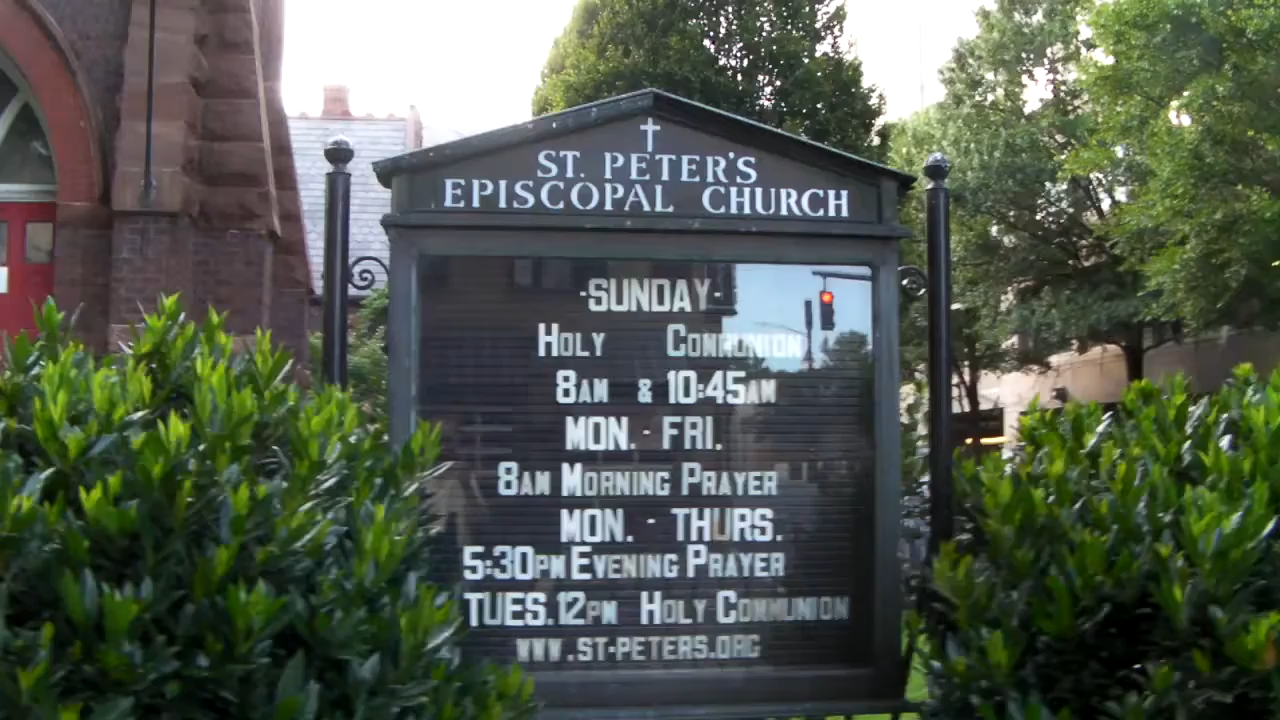 ST. PETER'S
EPISCOPAL CHURCH
-SUNDAY-
HOLY COMMUNION
8AM & 10:45AM
MON. - FRI.
8AM MORNING PRAYER
MON. - THURS.
5:30PM EVENING PRAYER
TUES. 12PM HOLY COMMUNION
WWW.ST-PETERS.ORG